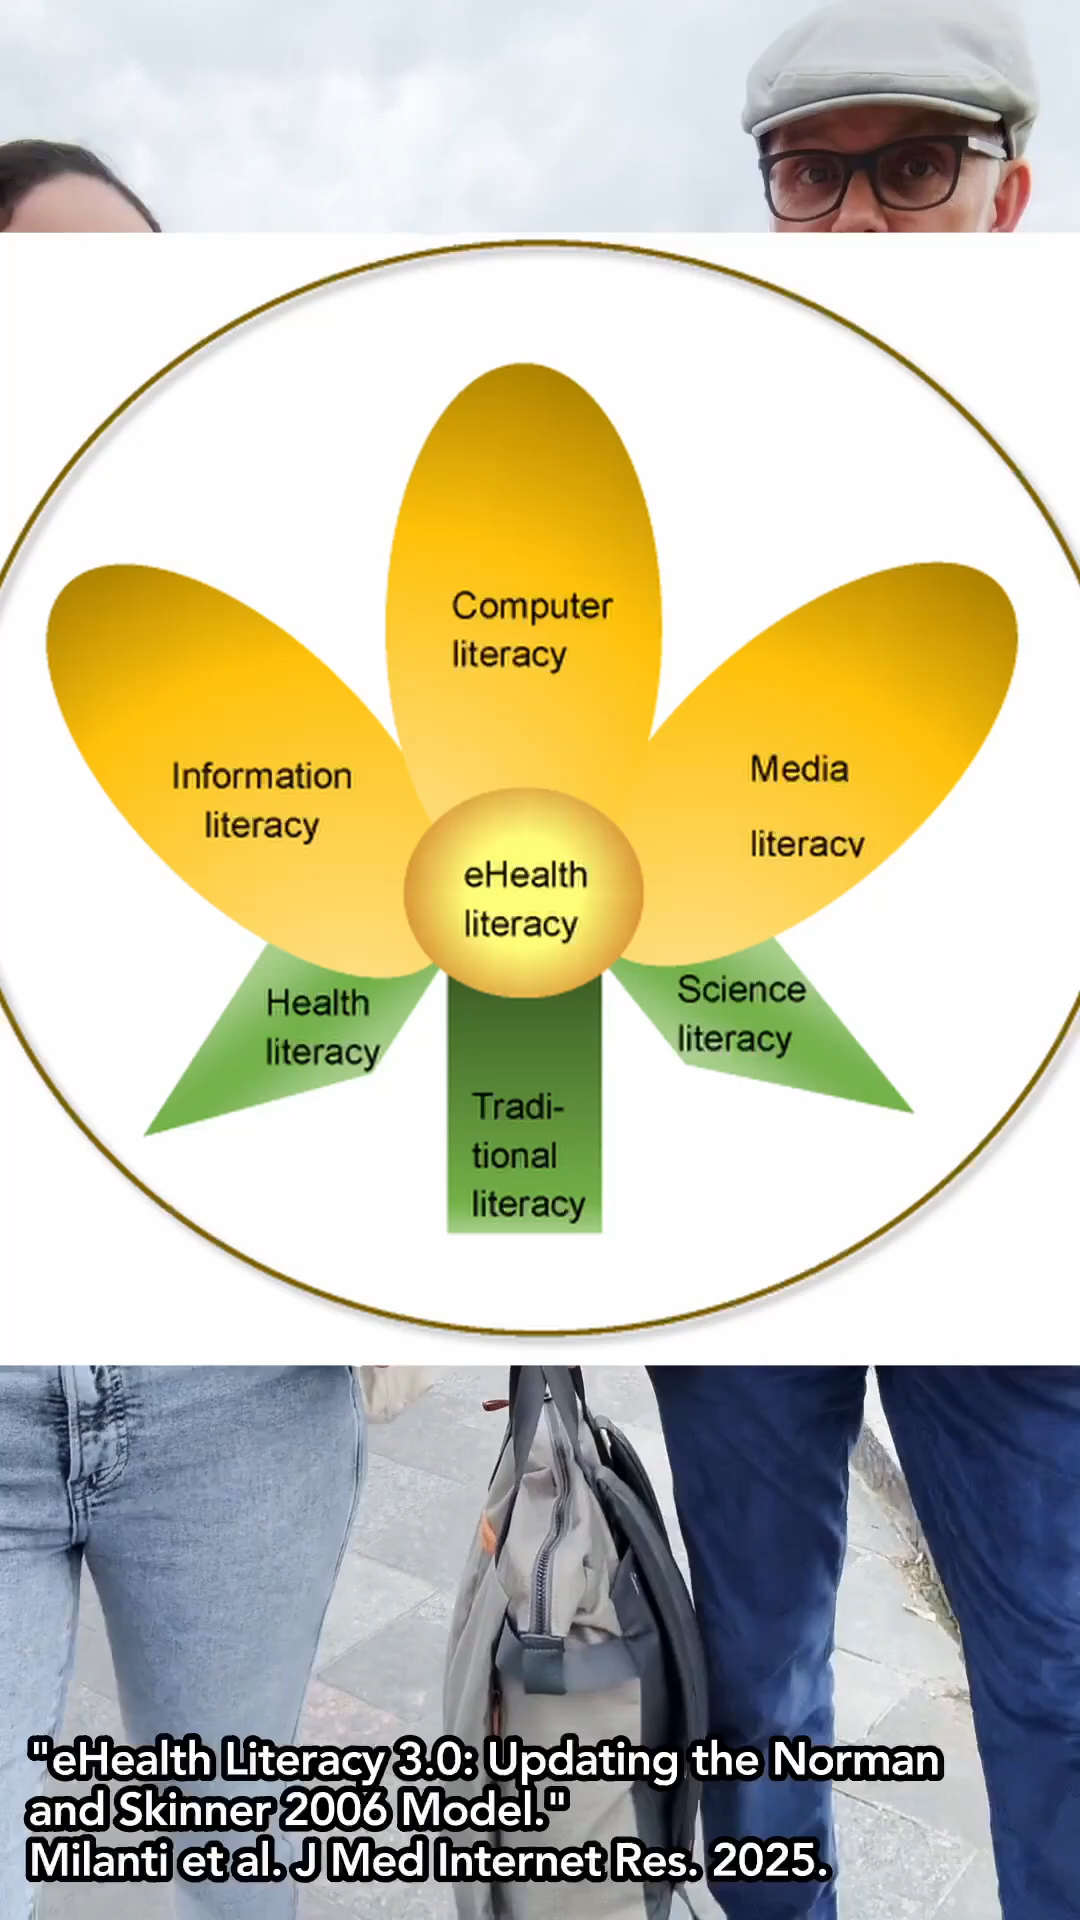 Computer
literacy
Information
literacy
Media
literacy
eHealth
literacy
Health
literacy
Science
literacy
Tradi-
tional
literacy
"eHealth Literacy 3.0: Updating the Norman
and Skinner 2006 Model."
Milanti et al. J Med Internet Res. 2025.